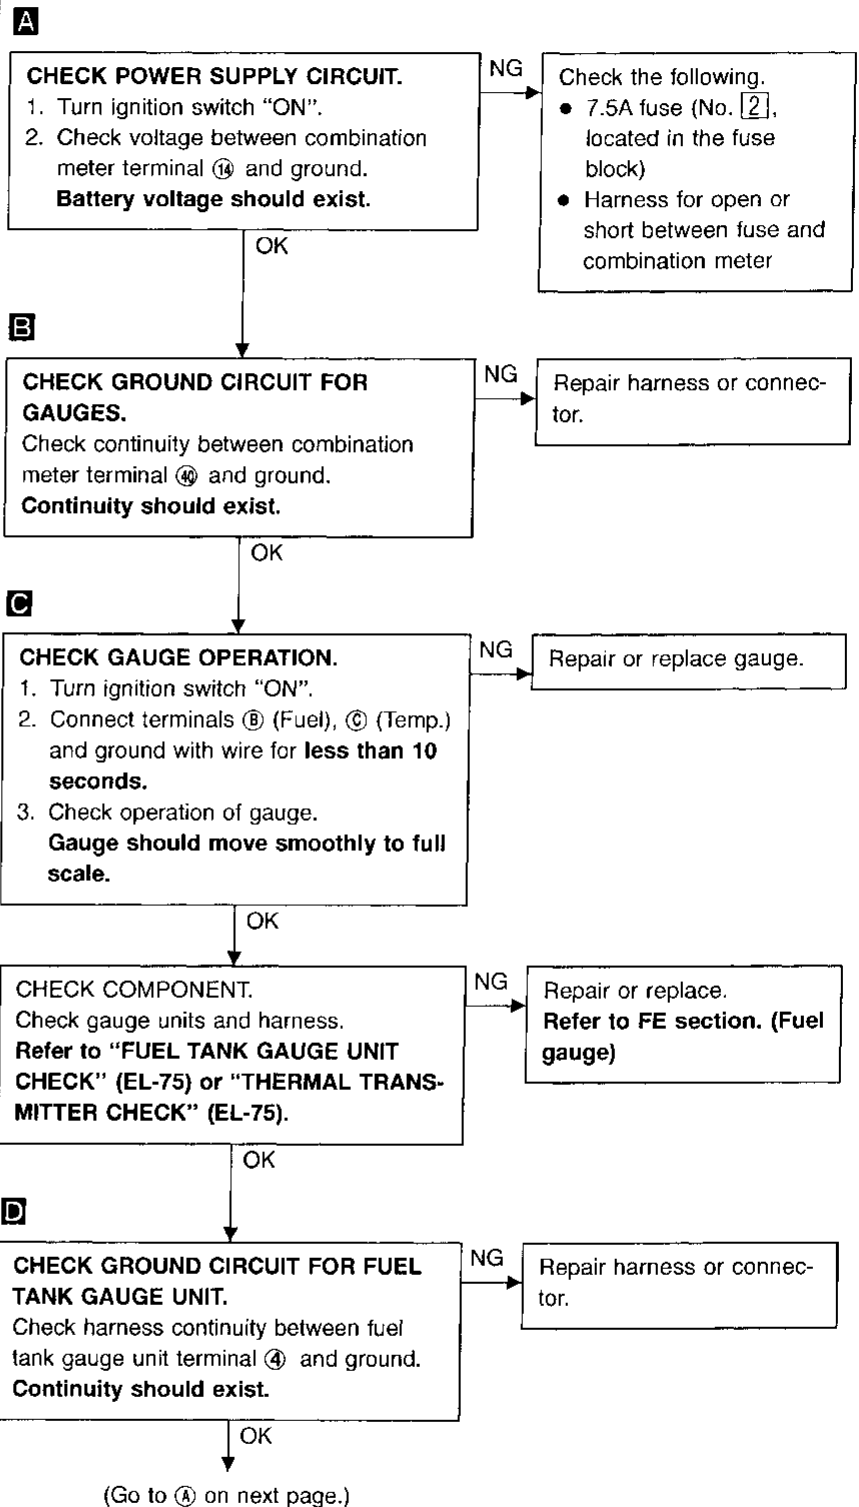 A
CHECK POWER SUPPLY CIRCUIT.
1. Turn ignition switch “ON”.
2. Check voltage between combination
meter terminal ⑭ and ground.
Battery voltage should exist.
NG
Check the following.
● 7.5A fuse (No. [2],
located in the fuse
block)
● Harness for open or
short between fuse and
combination meter
OK
B
CHECK GROUND CIRCUIT FOR
GAUGES.
Check continuity between combination
meter terminal ㊵ and ground.
Continuity should exist.
NG
Repair harness or connec-
tor.
OK
C
CHECK GAUGE OPERATION.
1. Turn ignition switch “ON”.
2. Connect terminals Ⓑ (Fuel), Ⓒ (Temp.)
and ground with wire for less than 10
seconds.
3. Check operation of gauge.
Gauge should move smoothly to full
scale.
NG
Repair or replace gauge.
OK
CHECK COMPONENT.
Check gauge units and harness.
Refer to “FUEL TANK GAUGE UNIT
CHECK” (EL-75) or “THERMAL TRANS-
MITTER CHECK” (EL-75).
NG
Repair or replace.
Refer to FE section. (Fuel
gauge)
OK
D
CHECK GROUND CIRCUIT FOR FUEL
TANK GAUGE UNIT.
Check harness continuity between fuel
tank gauge unit terminal ④ and ground.
Continuity should exist.
NG
Repair harness or connec-
tor.
OK
(Go to Ⓐ on next page.)